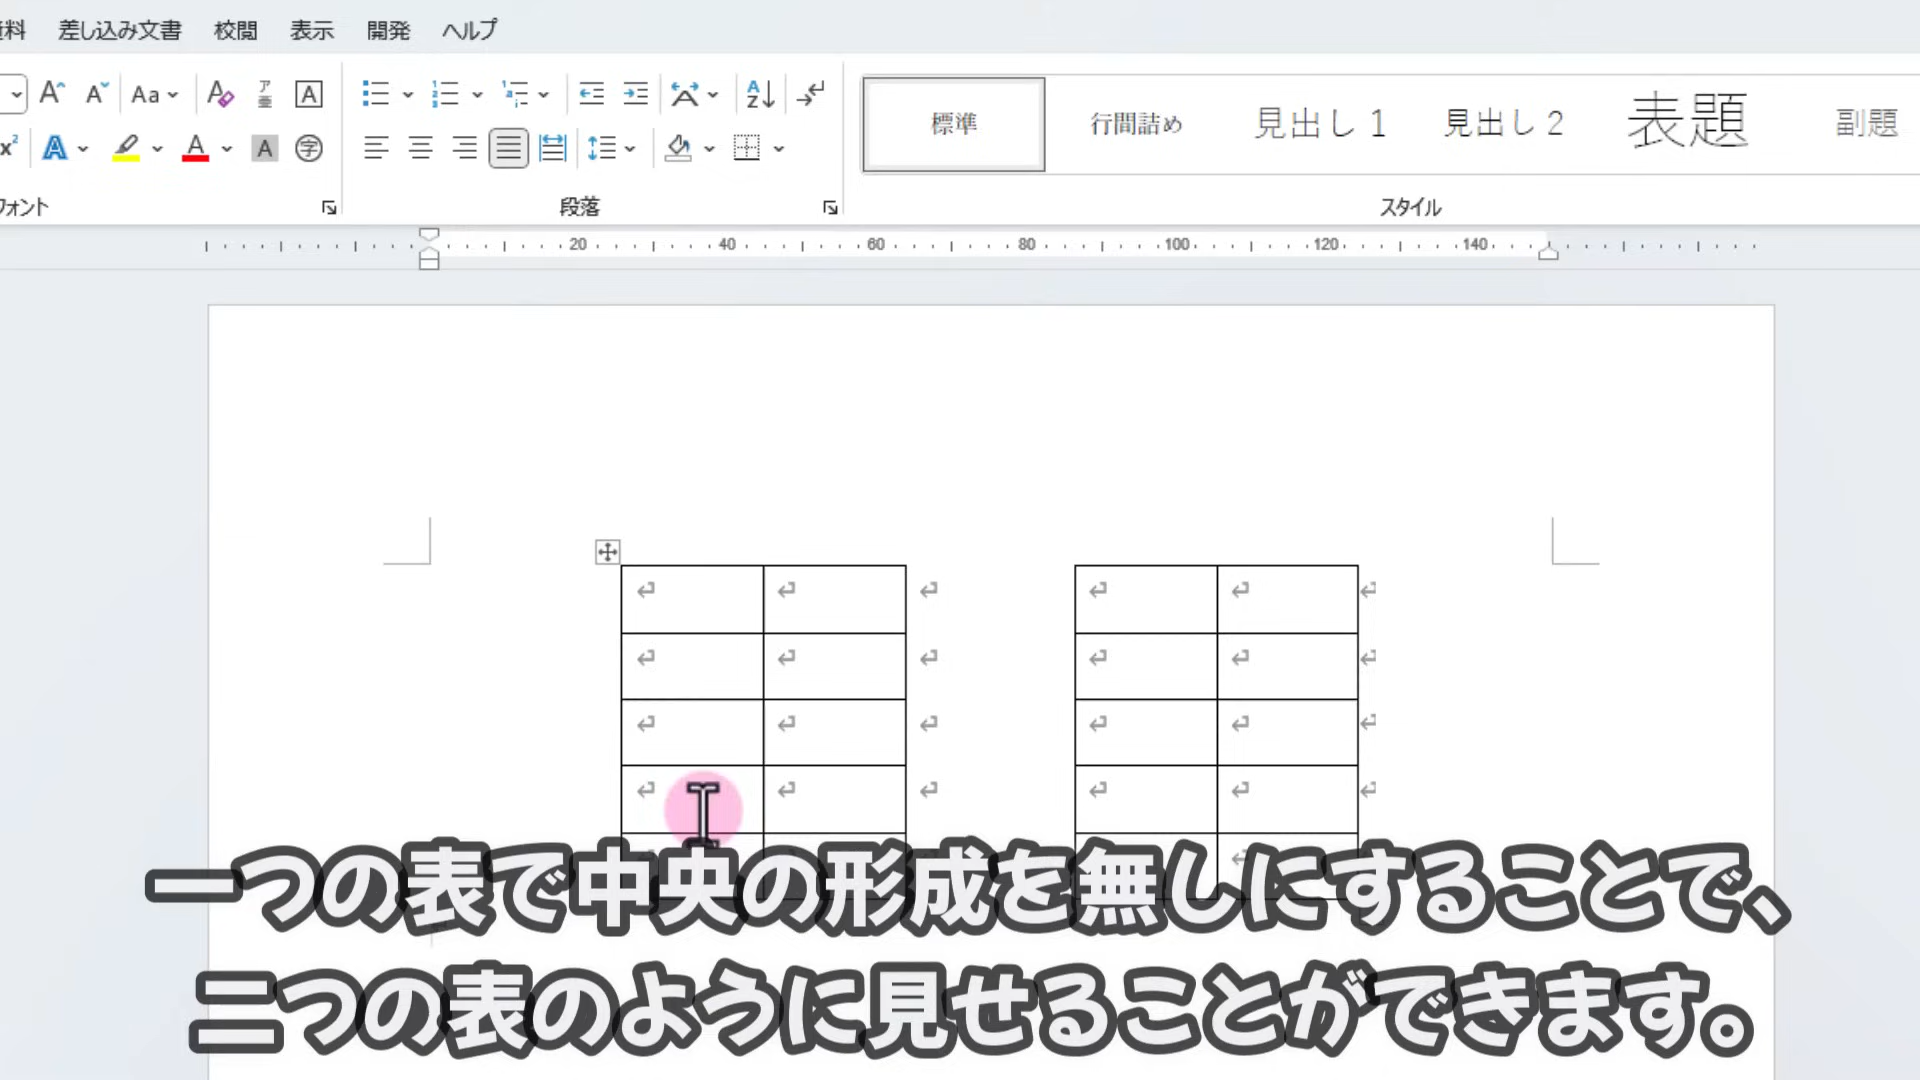 資料 差し込み文書 校閲 表示 開発 ヘルプ
Aa
標準 行間詰め 見出し 1 見出し 2 表題 副題
フォント 段落 スタイル
20 40 60 80 100 120 140
一つの表で中央の形成を無しにすることで、
二つの表のように見せることができます。